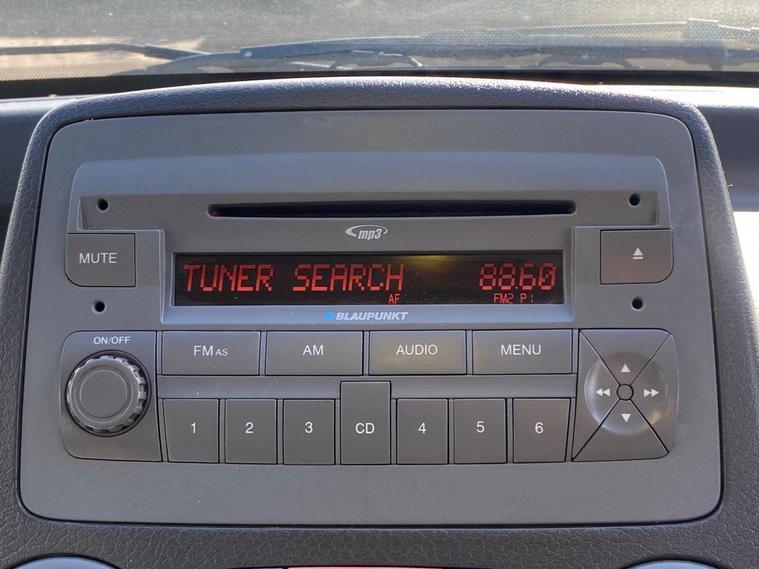 mp3
MUTE
TUNER SEARCH 88.60
AF FM2 P1
BLAUPUNKT
ON/OFF
FM AS AM AUDIO MENU
1 2 3 CD 4 5 6